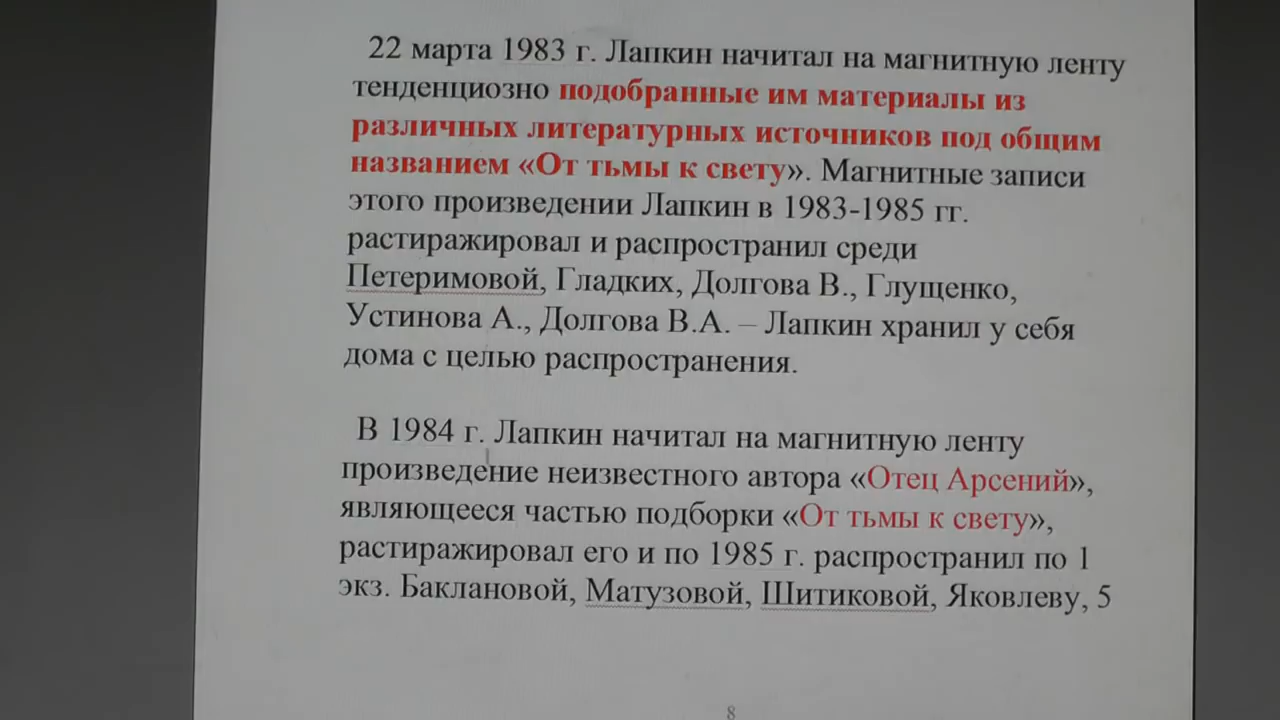 22 марта 1983 г. Лапкин начитал на магнитную ленту
тенденциозно подобранные им материалы из
различных литературных источников под общим
названием «От тьмы к свету». Магнитные записи
этого произведении Лапкин в 1983-1985 гг.
растиражировал и распространил среди
Петеримовой, Гладких, Долгова В., Глущенко,
Устинова А., Долгова В.А. – Лапкин хранил у себя
дома с целью распространения.
В 1984 г. Лапкин начитал на магнитную ленту
произведение неизвестного автора «Отец Арсений»,
являющееся частью подборки «От тьмы к свету»,
растиражировал его и по 1985 г. распространил по 1
экз. Баклановой, Матузовой, Шитиковой, Яковлеву, 5
8